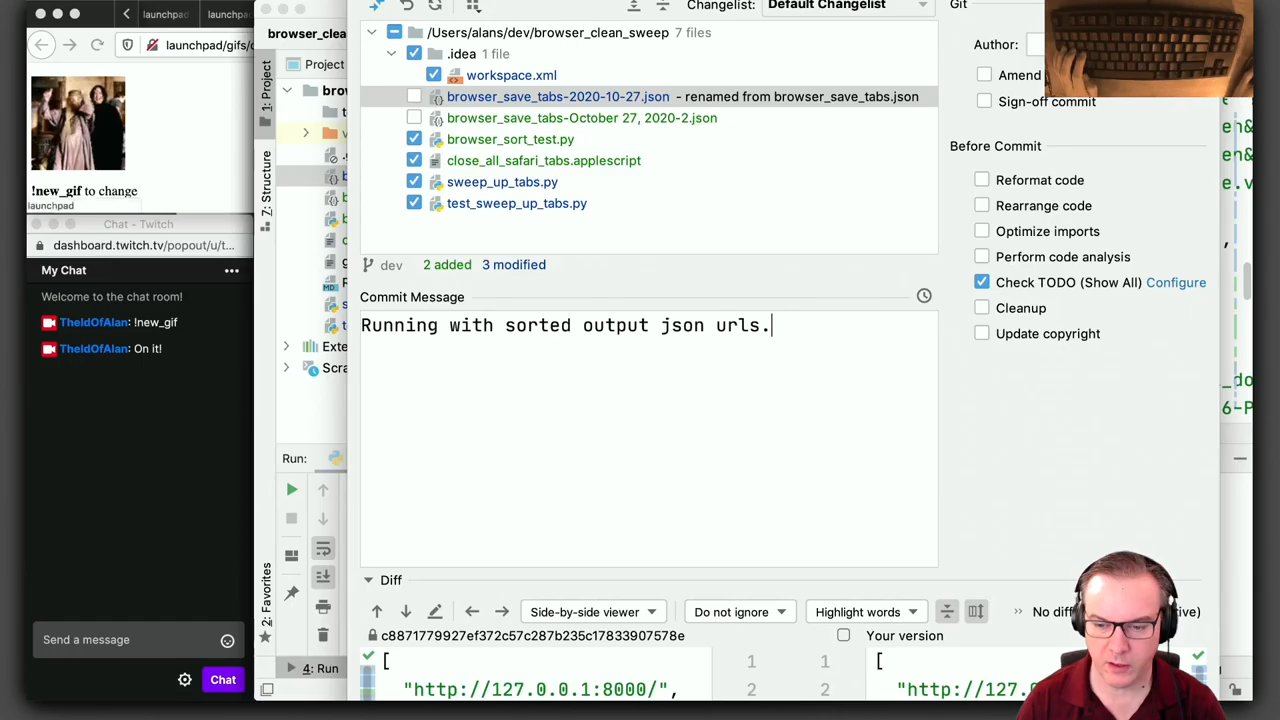 launchpad
launchpad
launchpad/gifs/
!new_gif to change
launchpad
Chat - Twitch
dashboard.twitch.tv/popout/u/t...
My Chat
Welcome to the chat room!
TheIdOfAlan: !new_gif
TheIdOfAlan: On it!
Send a message
Chat
browser_clea
1: Project
Project
7: Structure
2: Favorites
Run:
4: Run
Changelist:
Default Changelist
/Users/alans/dev/browser_clean_sweep 7 files
.idea 1 file
workspace.xml
browser_save_tabs-2020-10-27.json - renamed from browser_save_tabs.json
browser_save_tabs-October 27, 2020-2.json
browser_sort_test.py
close_all_safari_tabs.applescript
sweep_up_tabs.py
test_sweep_up_tabs.py
dev
2 added
3 modified
Commit Message
Running with sorted output json urls.
Diff
Side-by-side viewer
Do not ignore
Highlight words
No dif
c8871779927ef372c57c287b235c17833907578e
Your version
[
1
1
[
"http://127.0.0.1:8000/",
2
2
"http://127.0
Git
Author:
Amend
Sign-off commit
Before Commit
Reformat code
Rearrange code
Optimize imports
Perform code analysis
Check TODO (Show All) Configure
Cleanup
Update copyright